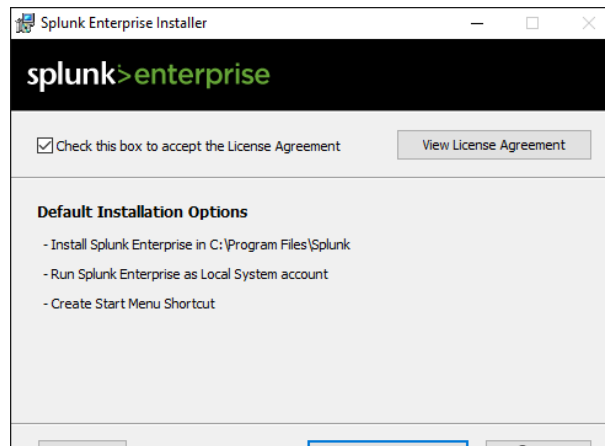 Splunk Enterprise Installer
splunk>enterprise
Check this box to accept the License Agreement
View License Agreement
Default Installation Options
- Install Splunk Enterprise in C:\Program Files\Splunk
- Run Splunk Enterprise as Local System account
- Create Start Menu Shortcut